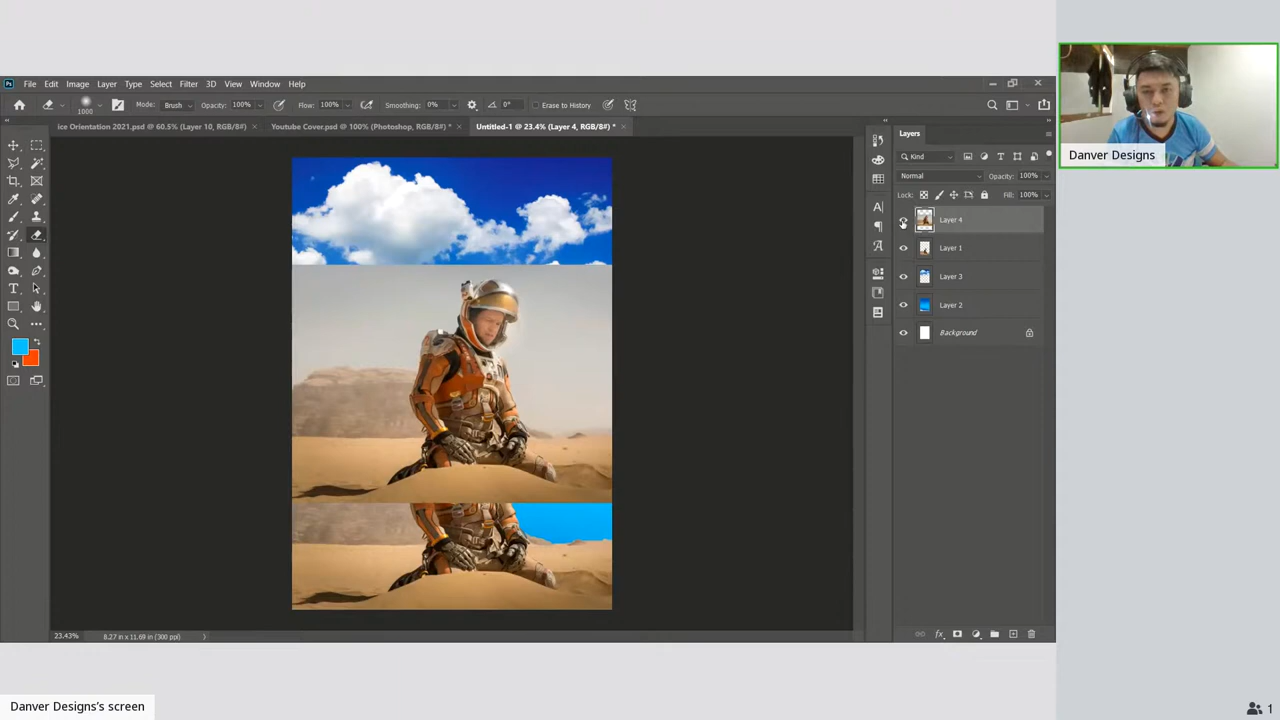 Ps File Edit Image Layer Type Select Filter 3D View Window Help
1000 Mode: Brush Opacity: 100% Flow: 100% Smoothing: 0% 0° Erase to History
ice Orientation 2021.psd @ 60.5% (Layer 10, RGB/8#) × Youtube Cover.psd @ 100% (Photoshop, RGB/8#) * × Untitled-1 @ 23.4% (Layer 4, RGB/8#) * ×
Layers
Kind
Normal Opacity: 100%
Lock: Fill: 100%
Layer 4
Layer 1
Layer 3
Layer 2
Background
23.43% 8.27 in x 11.69 in (300 ppi)
Danver Designs
Danver Designs's screen
1